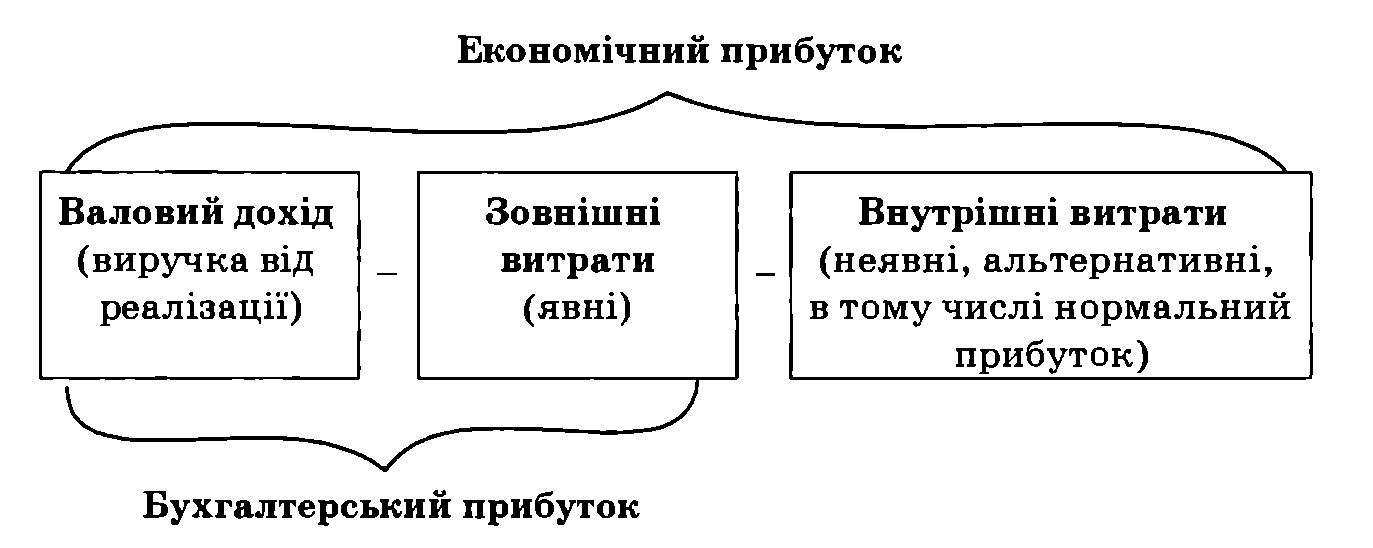 Економічний прибуток
Валовий дохід
(виручка від
реалізації)
–
Зовнішні
витрати
(явні)
–
Внутрішні витрати
(неявні, альтернативні,
в тому числі нормальний
прибуток)
Бухгалтерський прибуток